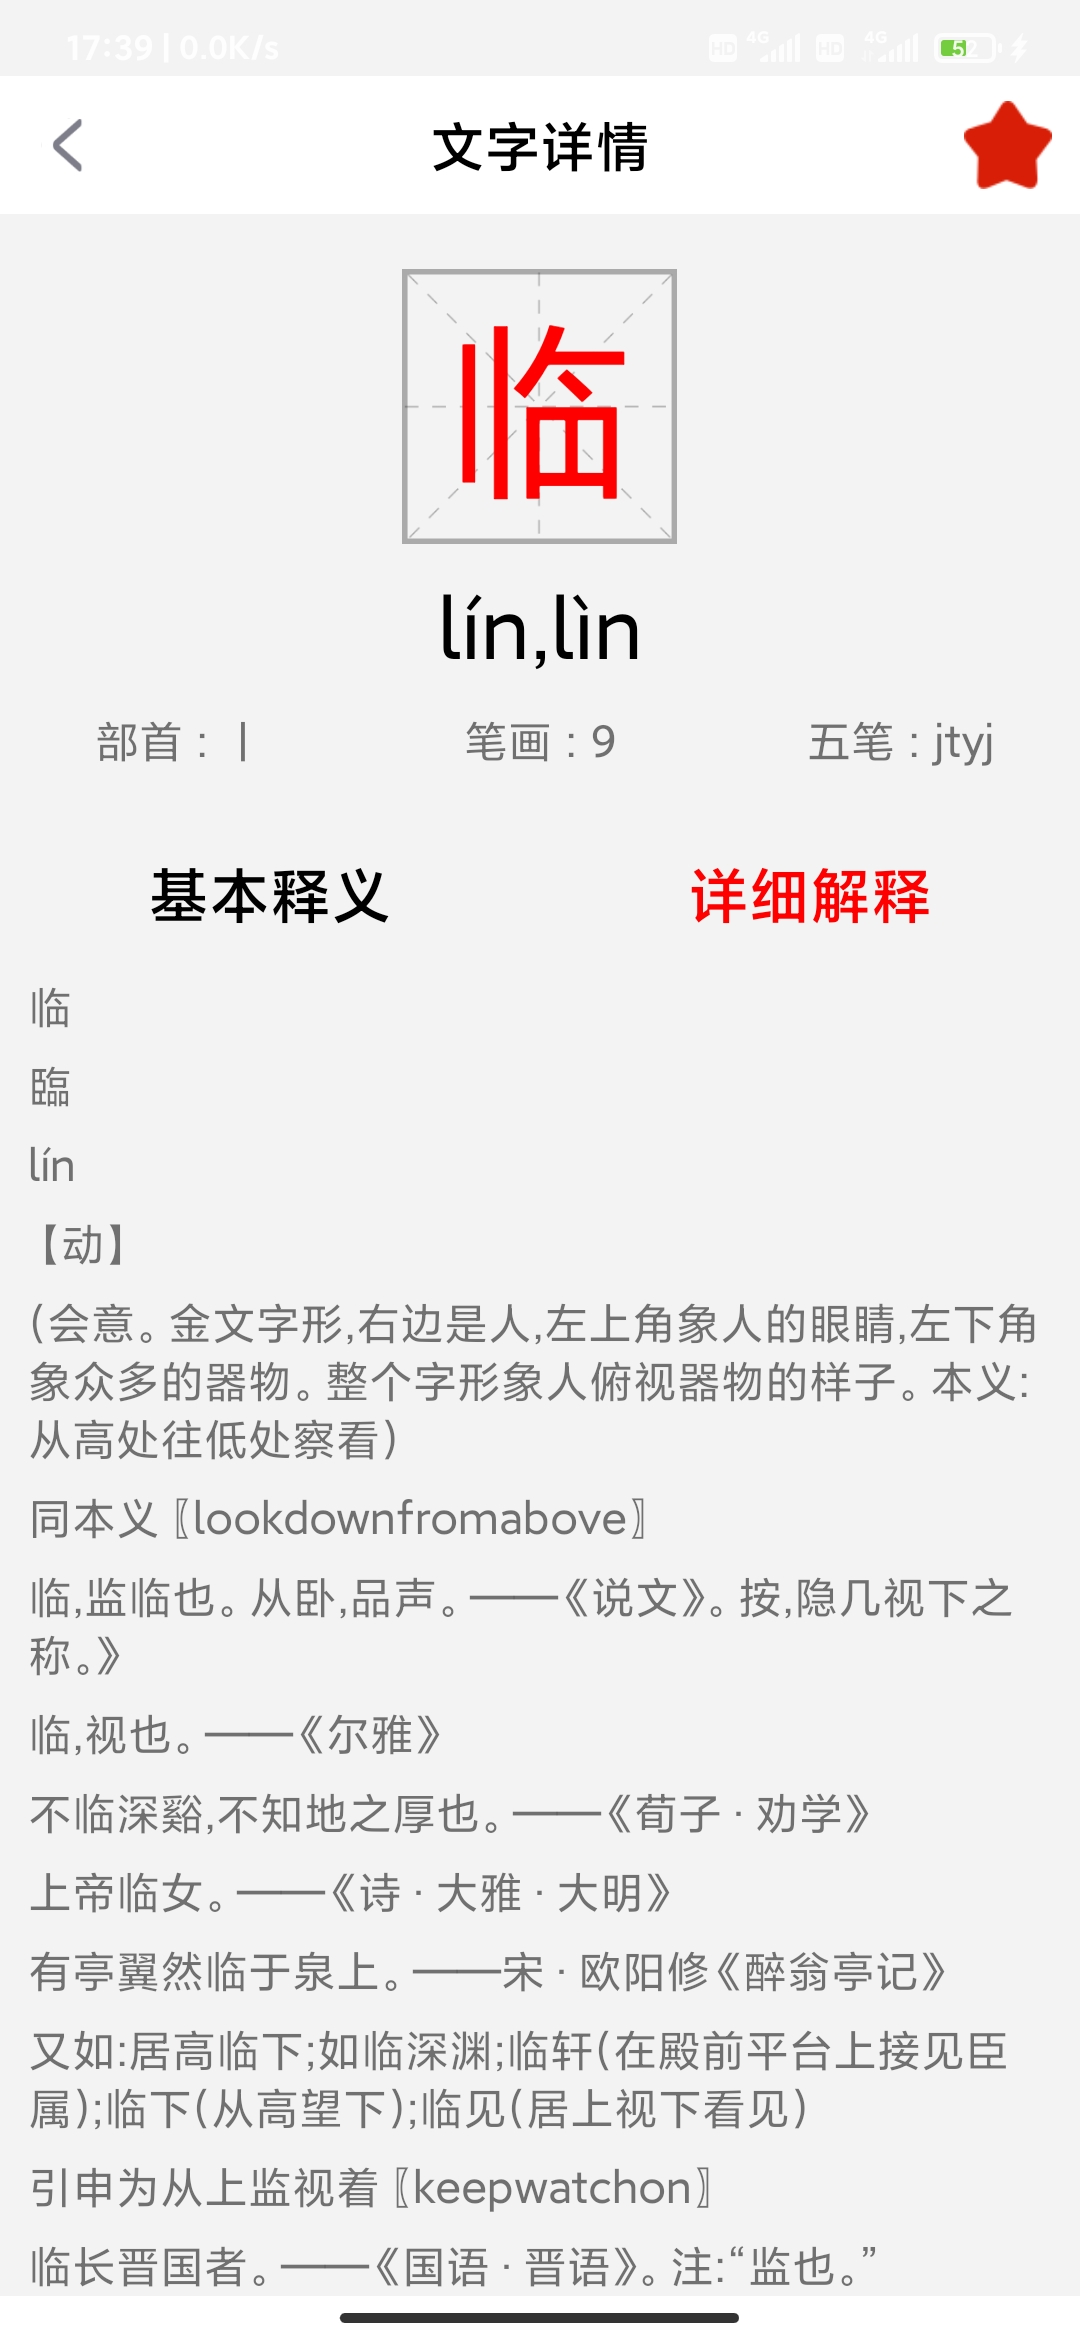 17:39 | 0.0K/s HD 4G HD 4G 52
文字详情
临
lín,lìn
部首：丨 笔画：9 五笔：jtyj
基本释义 详细解释
临
臨
lín
【动】
(会意。金文字形,右边是人,左上角象人的眼睛,左下角
象众多的器物。整个字形象人俯视器物的样子。本义:
从高处往低处察看)
同本义〖lookdownfromabove〗
临,监临也。从卧,品声。——《说文》。按,隐几视下之
称。》
临,视也。——《尔雅》
不临深谿,不知地之厚也。——《荀子·劝学》
上帝临女。——《诗·大雅·大明》
有亭翼然临于泉上。——宋·欧阳修《醉翁亭记》
又如:居高临下;如临深渊;临轩(在殿前平台上接见臣
属);临下(从高望下);临见(居上视下看见)
引申为从上监视着〖keepwatchon〗
临长晋国者。——《国语·晋语》。注:“监也。”